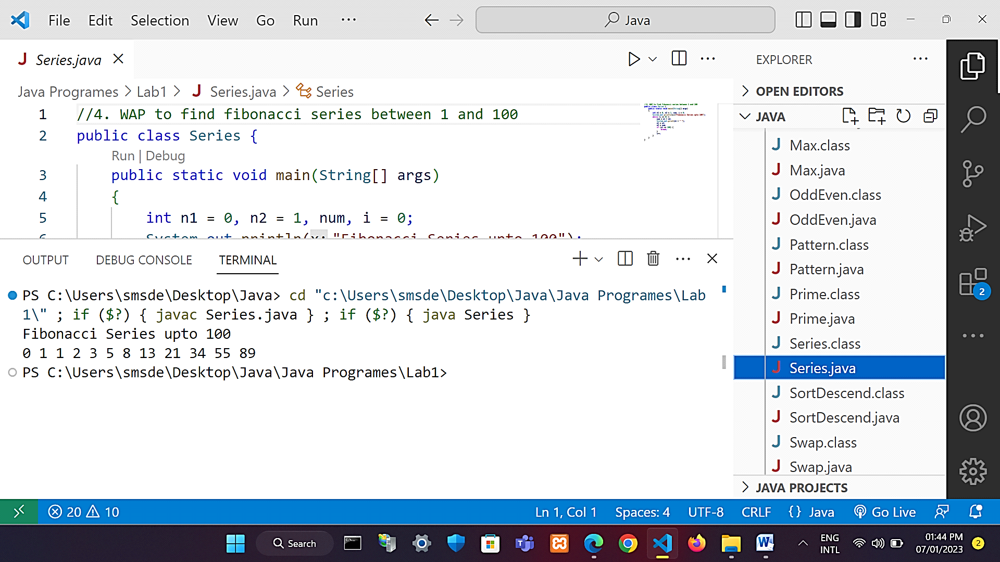 File Edit Selection View Go Run ···
Java
Series.java
Java Programes > Lab1 > Series.java > Series
1 //4. WAP to find fibonacci series between 1 and 100
2 public class Series {
Run | Debug
3 public static void main(String[] args)
4 {
5 int n1 = 0, n2 = 1, num, i = 0;
6 System.out.println(x: "Fibonacci Series upto 100");
OUTPUT DEBUG CONSOLE TERMINAL
PS C:\Users\smsde\Desktop\Java> cd "c:\Users\smsde\Desktop\Java\Java Programes\Lab
1\" ; if ($?) { javac Series.java } ; if ($?) { java Series }
Fibonacci Series upto 100
0 1 1 2 3 5 8 13 21 34 55 89
PS C:\Users\smsde\Desktop\Java\Java Programes\Lab1>
EXPLORER
OPEN EDITORS
JAVA
Max.class
Max.java
OddEven.class
OddEven.java
Pattern.class
Pattern.java
Prime.class
Prime.java
Series.class
Series.java
SortDescend.class
SortDescend.java
Swap.class
Swap.java
JAVA PROJECTS
2
20 10
Ln 1, Col 1 Spaces: 4 UTF-8 CRLF {} Java Go Live
Search
ENG
INTL
01:44 PM
07/01/2023
2